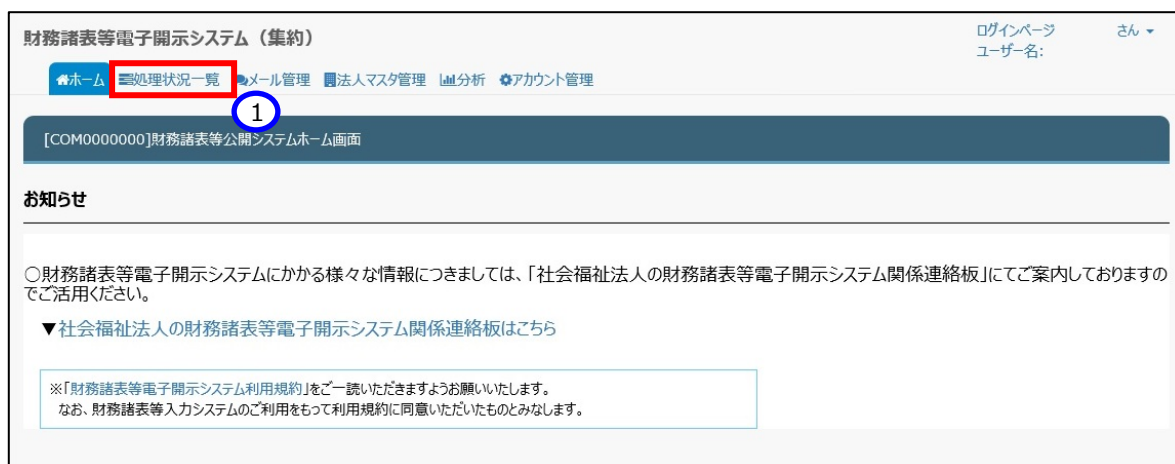 財務諸表等電子開示システム（集約）
ログインページ さん
ユーザー名:
ホーム 処理状況一覧 メール管理 法人マスタ管理 分析 アカウント管理
1
[COM0000000]財務諸表等公開システムホーム画面
お知らせ
○財務諸表等電子開示システムにかかる様々な情報につきましては、「社会福祉法人の財務諸表等電子開示システム関係連絡板」にてご案内しておりますの
でご活用ください。
▼社会福祉法人の財務諸表等電子開示システム関係連絡板はこちら
※「財務諸表等電子開示システム利用規約」をご一読いただきますようお願いいたします。
なお、財務諸表等入力システムのご利用をもって利用規約に同意いただいたものとみなします。